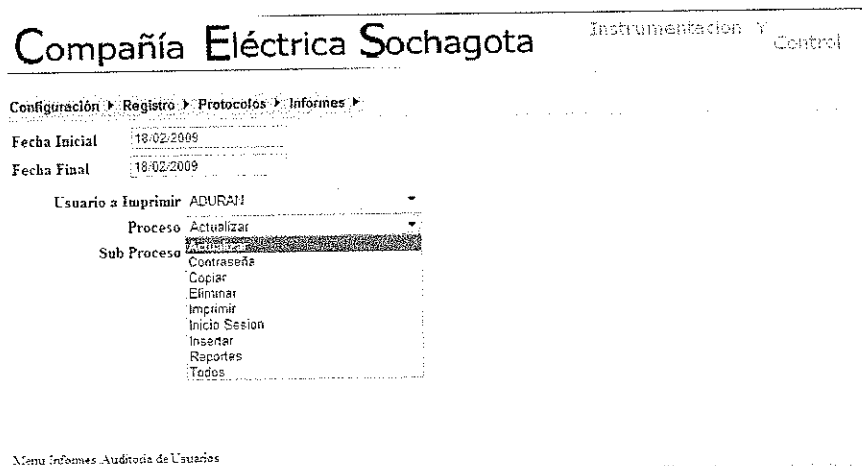 Compañía Eléctrica Sochagota
Instrumentacion Y
Control
Configuración Registro Protocolos Informes
Fecha Inicial 18/02/2009
Fecha Final 18/02/2009
Usuario a Imprimir ADURAN
Proceso Actualizar
Sub Proceso Actualizar
Contraseña
Copiar
Eliminar
Imprimir
Inicio Sesion
Insertar
Reportes
Todos
Menu Informes Auditoria de Usuarios